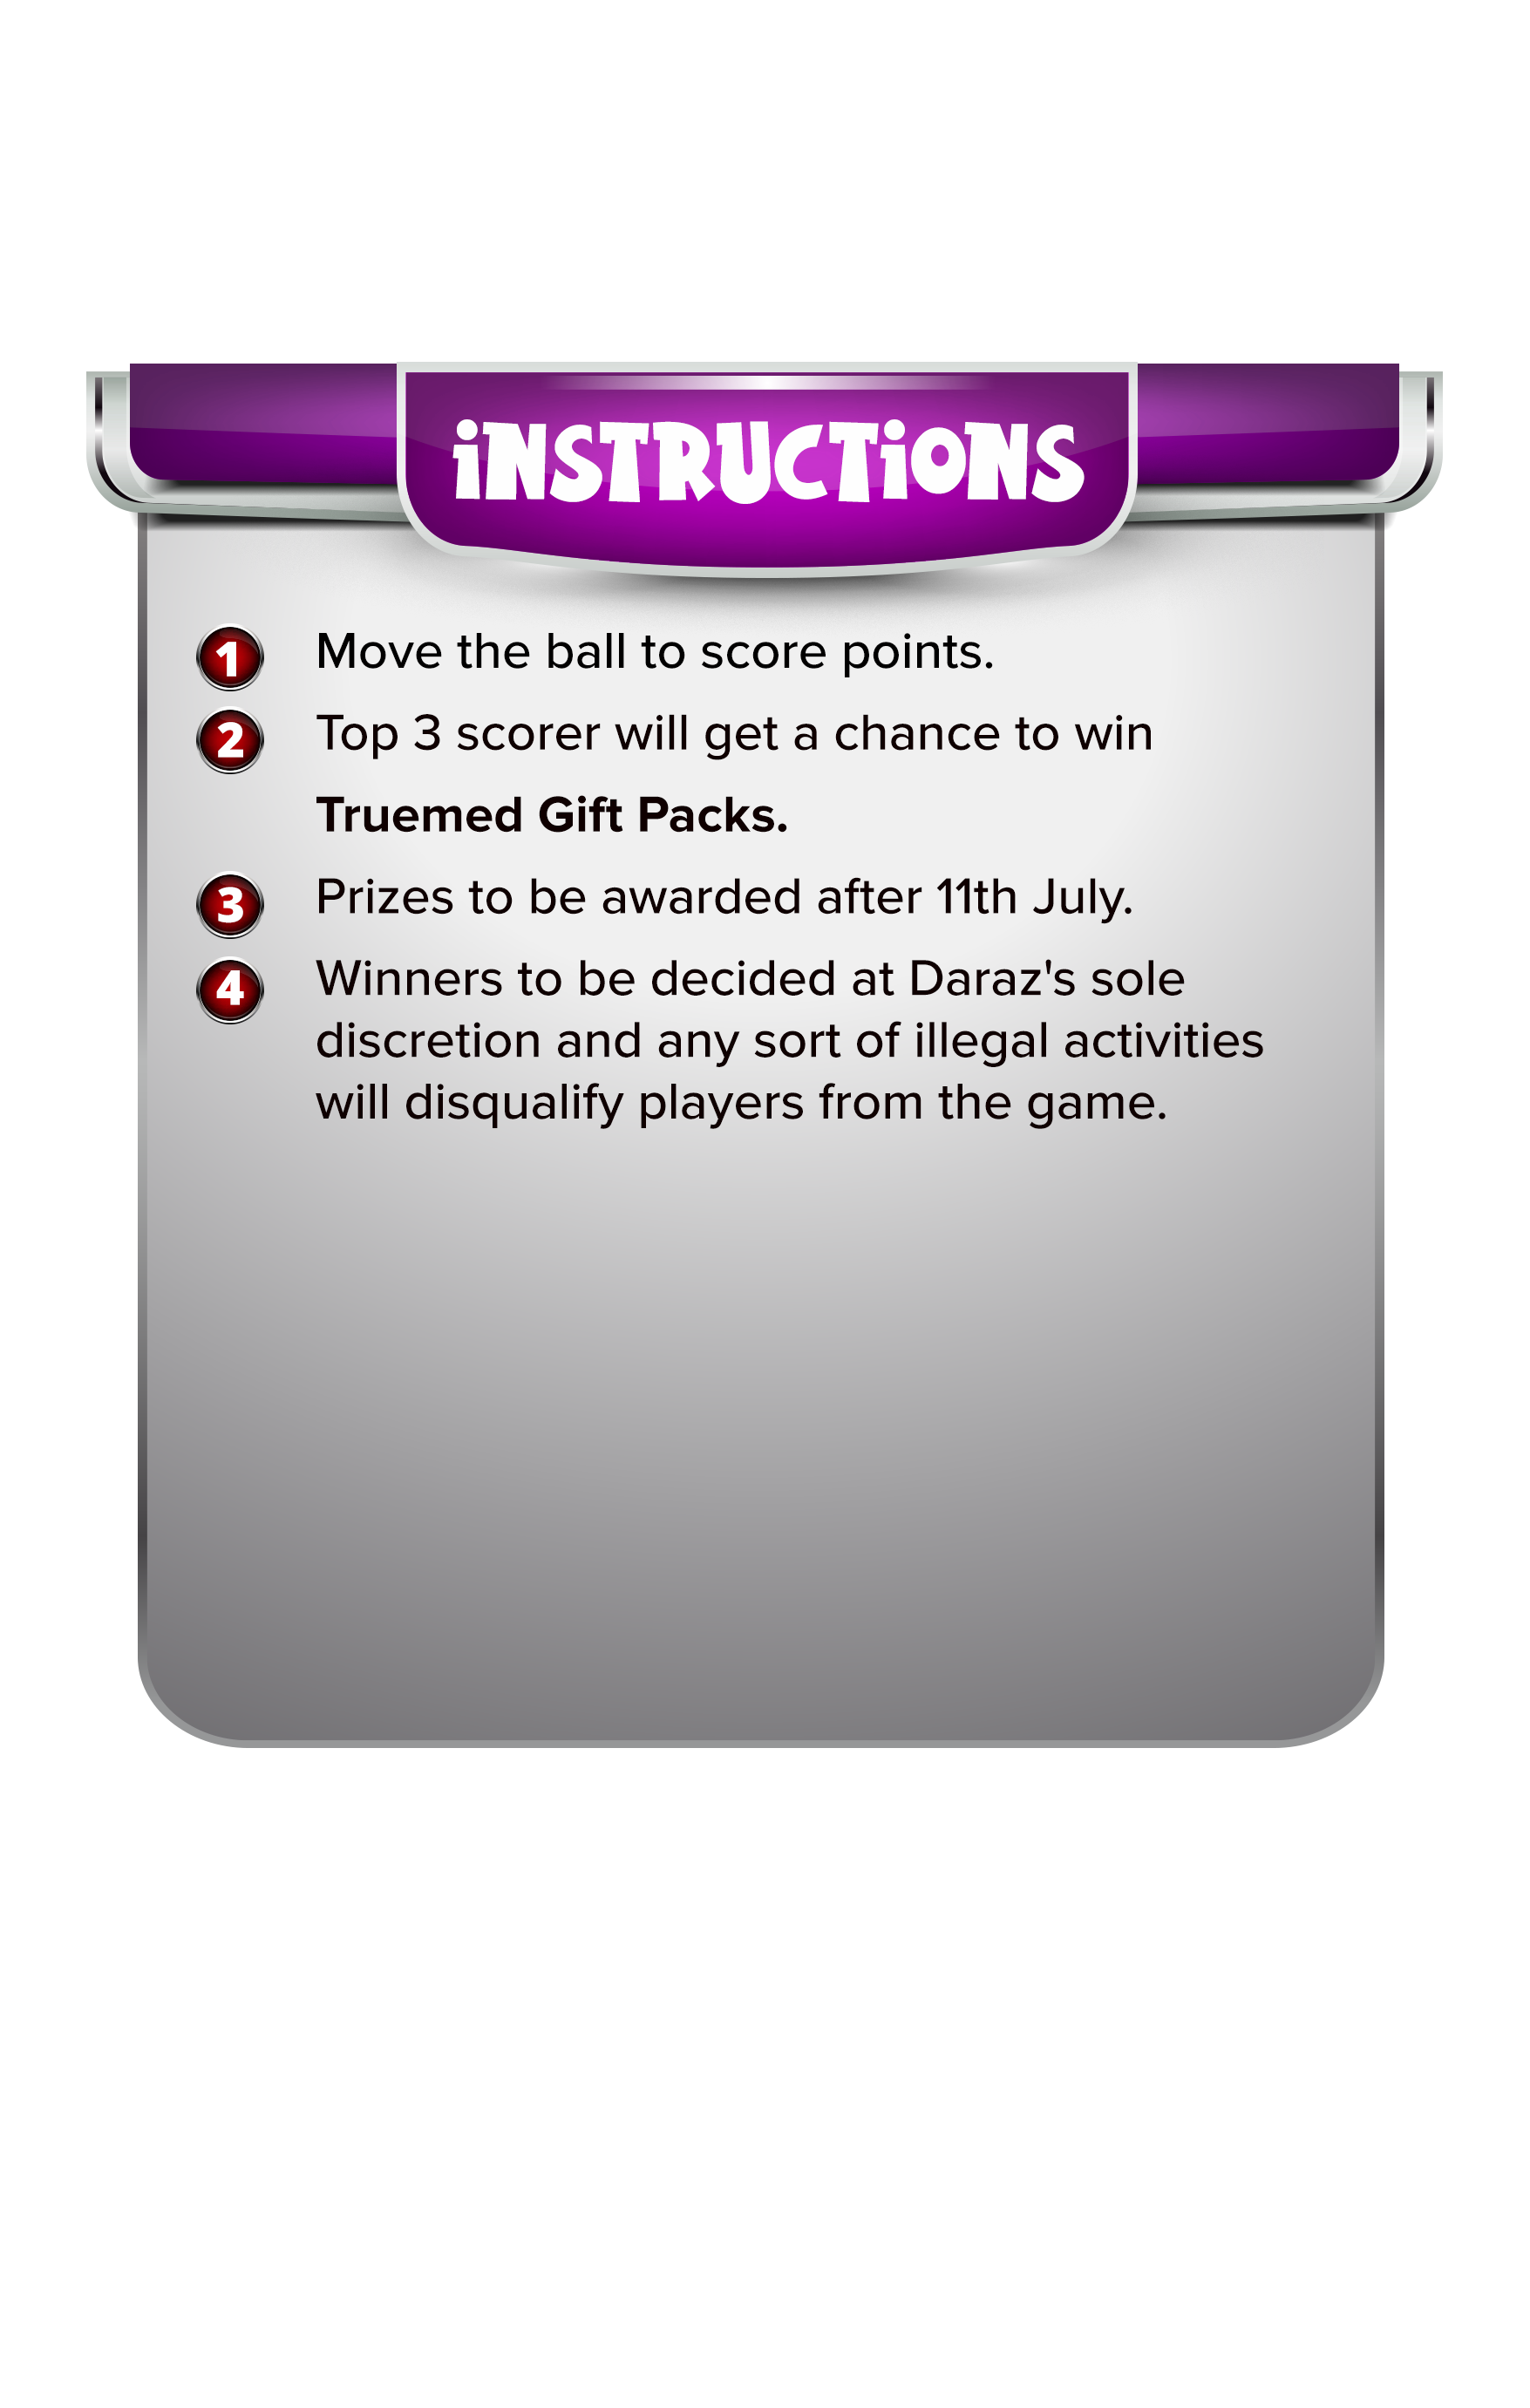 iNSTRUCTiONS
1 Move the ball to score points.
2 Top 3 scorer will get a chance to win
Truemed Gift Packs.
3 Prizes to be awarded after 11th July.
4 Winners to be decided at Daraz's sole
discretion and any sort of illegal activities
will disqualify players from the game.